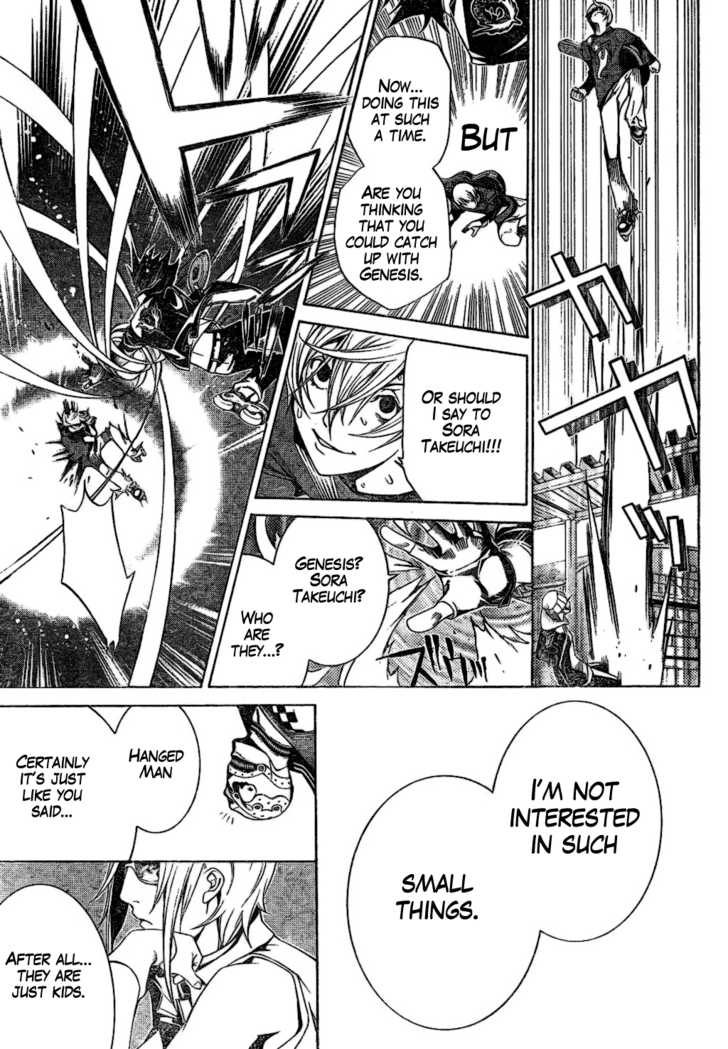 BUT
NOW...
DOING THIS
AT SUCH
A TIME.
ARE YOU
THINKING
THAT YOU
COULD CATCH
UP WITH
GENESIS.
OR SHOULD
I SAY TO
SORA
TAKEUCHI!!!
GENESIS?
SORA
TAKEUCHI?
WHO
ARE
THEY...?
I'M NOT
INTERESTED
IN SUCH
SMALL
THINGS.
HANGED
MAN
CERTAINLY
IT'S JUST
LIKE YOU
SAID...
AFTER ALL...
THEY ARE
JUST KIDS.